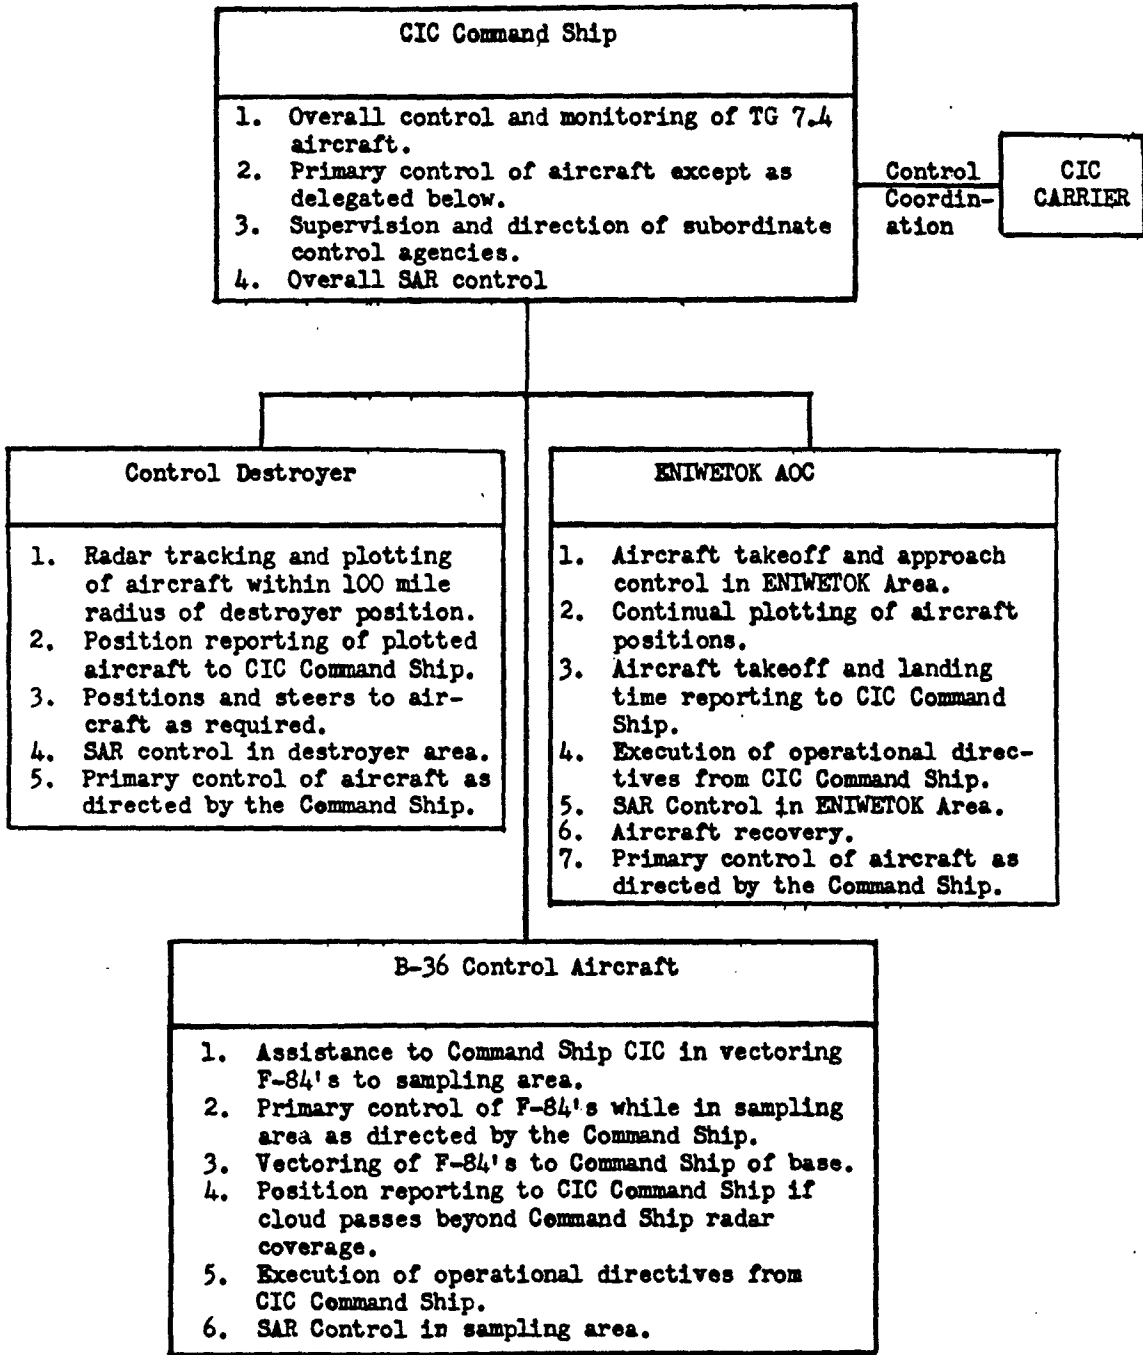 CIC Command Ship
1. Overall control and monitoring of TG 7.4
aircraft.
2. Primary control of aircraft except as
delegated below.
3. Supervision and direction of subordinate
control agencies.
4. Overall SAR control
Control
Coordin-
ation
CIC
CARRIER
Control Destroyer
1. Radar tracking and plotting
of aircraft within 100 mile
radius of destroyer position.
2. Position reporting of plotted
aircraft to CIC Command Ship.
3. Positions and steers to air-
craft as required.
4. SAR control in destroyer area.
5. Primary control of aircraft as
directed by the Command Ship.
ENIWETOK AOC
1. Aircraft takeoff and approach
control in ENIWETOK Area.
2. Continual plotting of aircraft
positions.
3. Aircraft takeoff and landing
time reporting to CIC Command
Ship.
4. Execution of operational direc-
tives from CIC Command Ship.
5. SAR Control in ENIWETOK Area.
6. Aircraft recovery.
7. Primary control of aircraft as
directed by the Command Ship.
B-36 Control Aircraft
1. Assistance to Command Ship CIC in vectoring
F-84's to sampling area.
2. Primary control of F-84's while in sampling
area as directed by the Command Ship.
3. Vectoring of F-84's to Command Ship of base.
4. Position reporting to CIC Command Ship if
cloud passes beyond Command Ship radar
coverage.
5. Execution of operational directives from
CIC Command Ship.
6. SAR Control in sampling area.